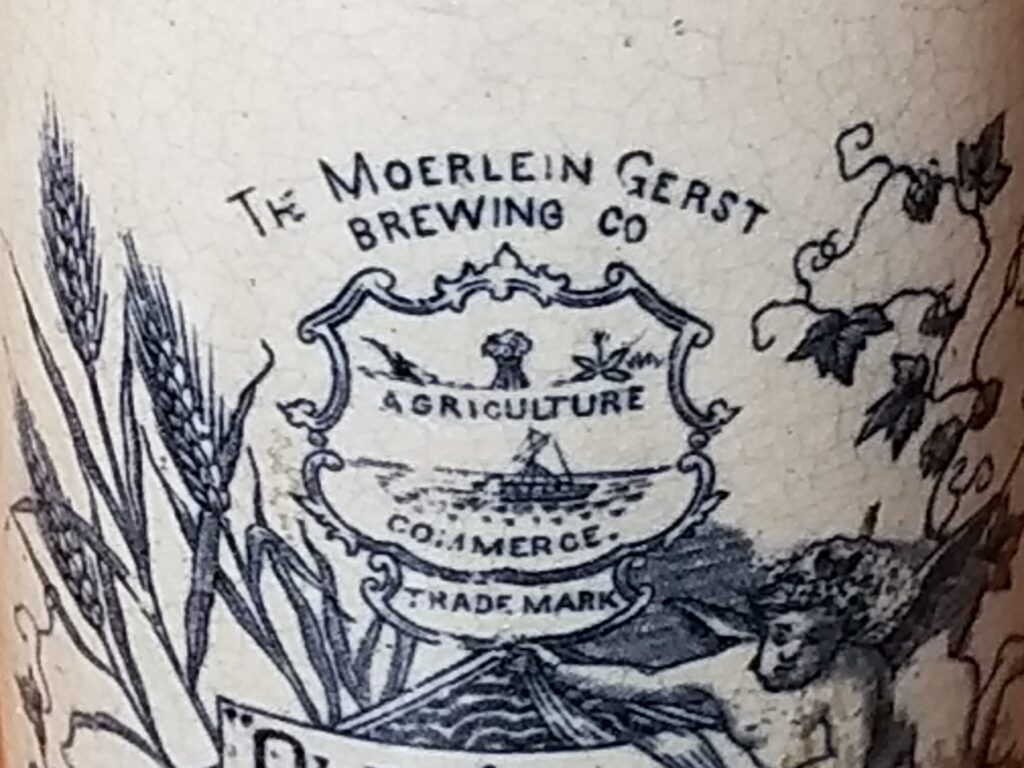 THE MOERLEIN GERST
BREWING CO
AGRICULTURE
COMMERCE.
TRADE MARK